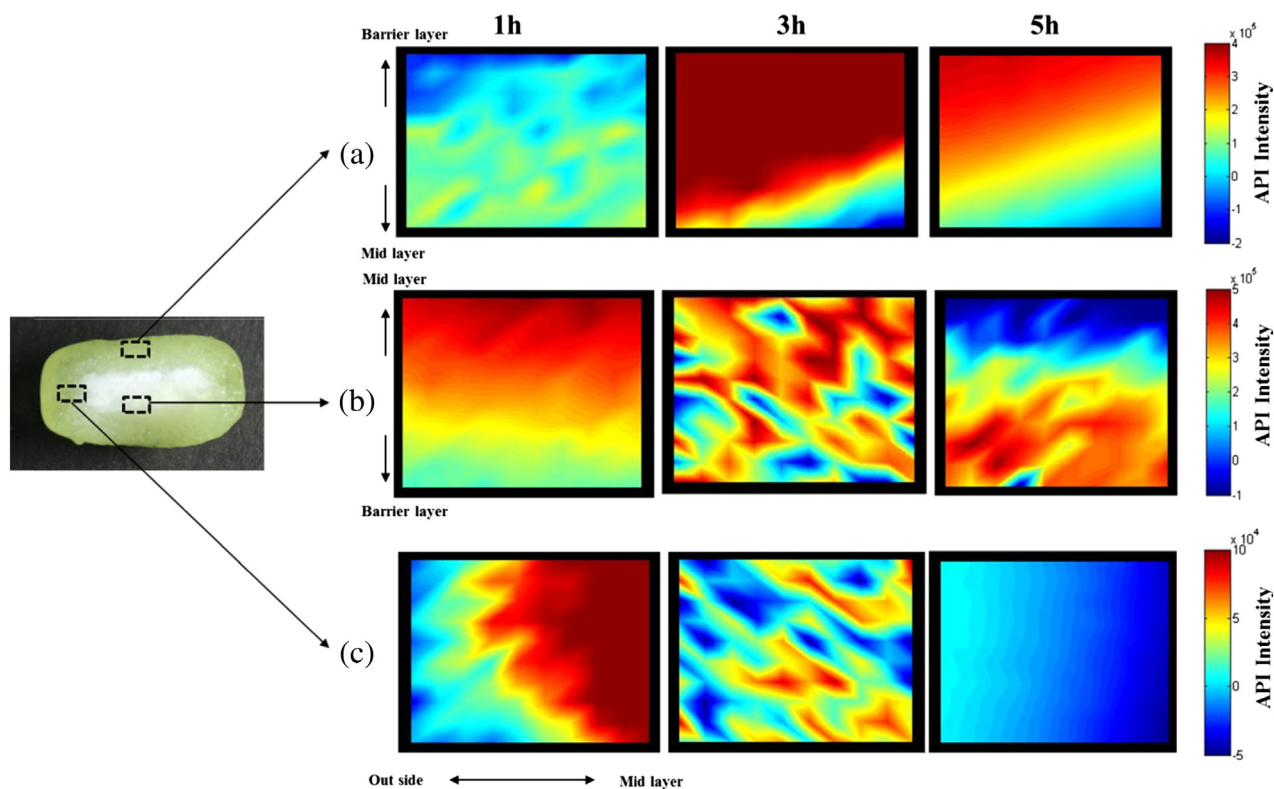 1h 3h 5h
Barrier layer
(a)
Mid layer
x 10^5
4
3
2
1
0
-1
-2
API Intensity
Mid layer
(b)
Barrier layer
x 10^5
5
4
3
2
1
0
-1
API Intensity
(c)
x 10^4
10
5
0
-5
API Intensity
Out side Mid layer